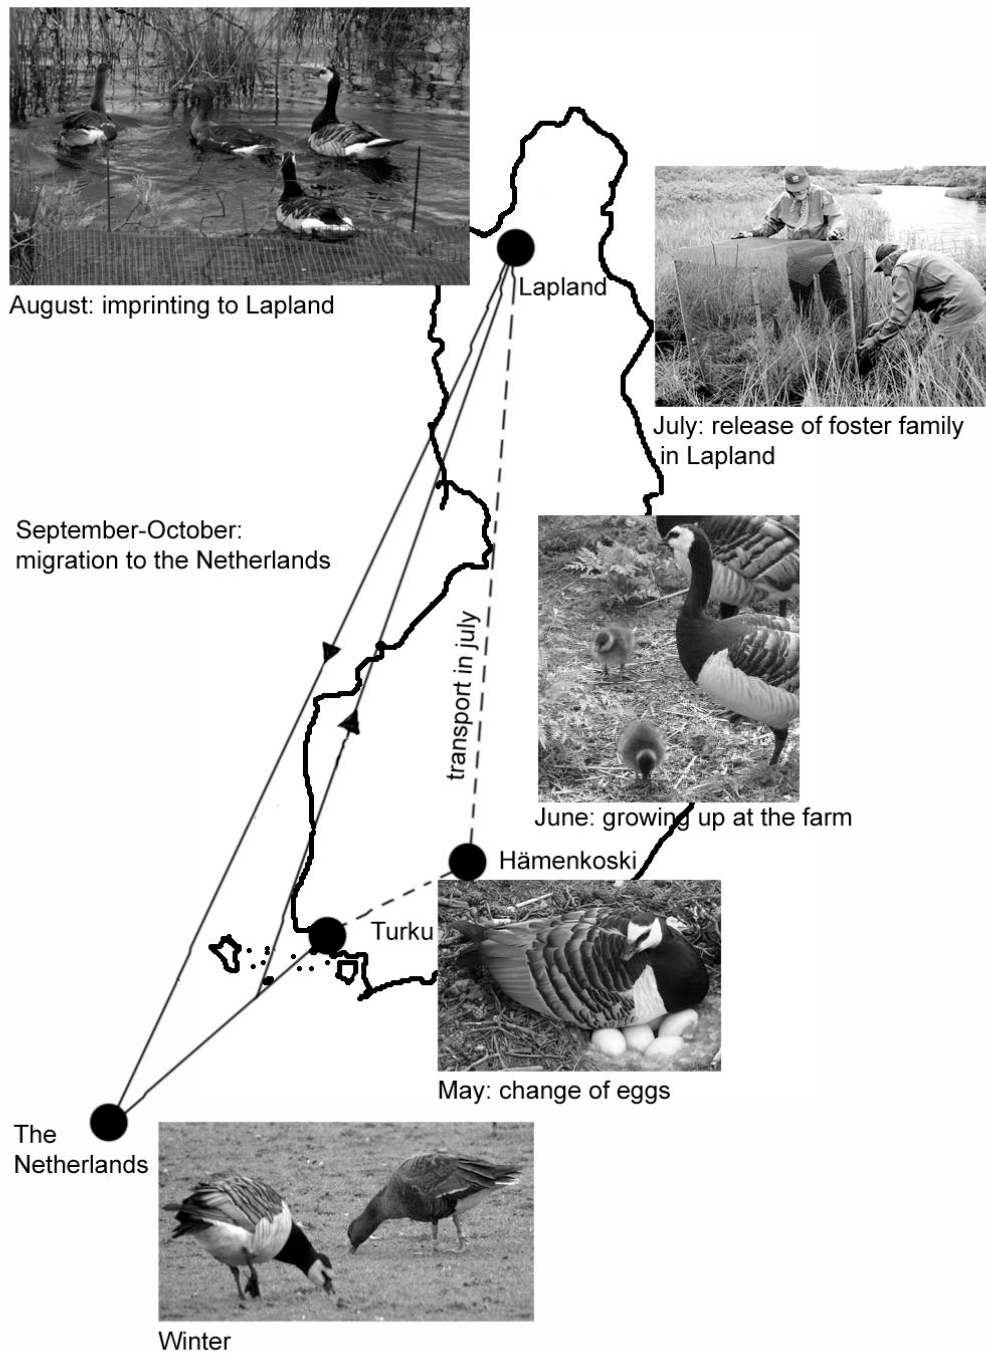 August: imprinting to Lapland
Lapland
July: release of foster family
in Lapland
September-October:
migration to the Netherlands
transport in july
June: growing up at the farm
Hämenkoski
Turku
May: change of eggs
The
Netherlands
Winter